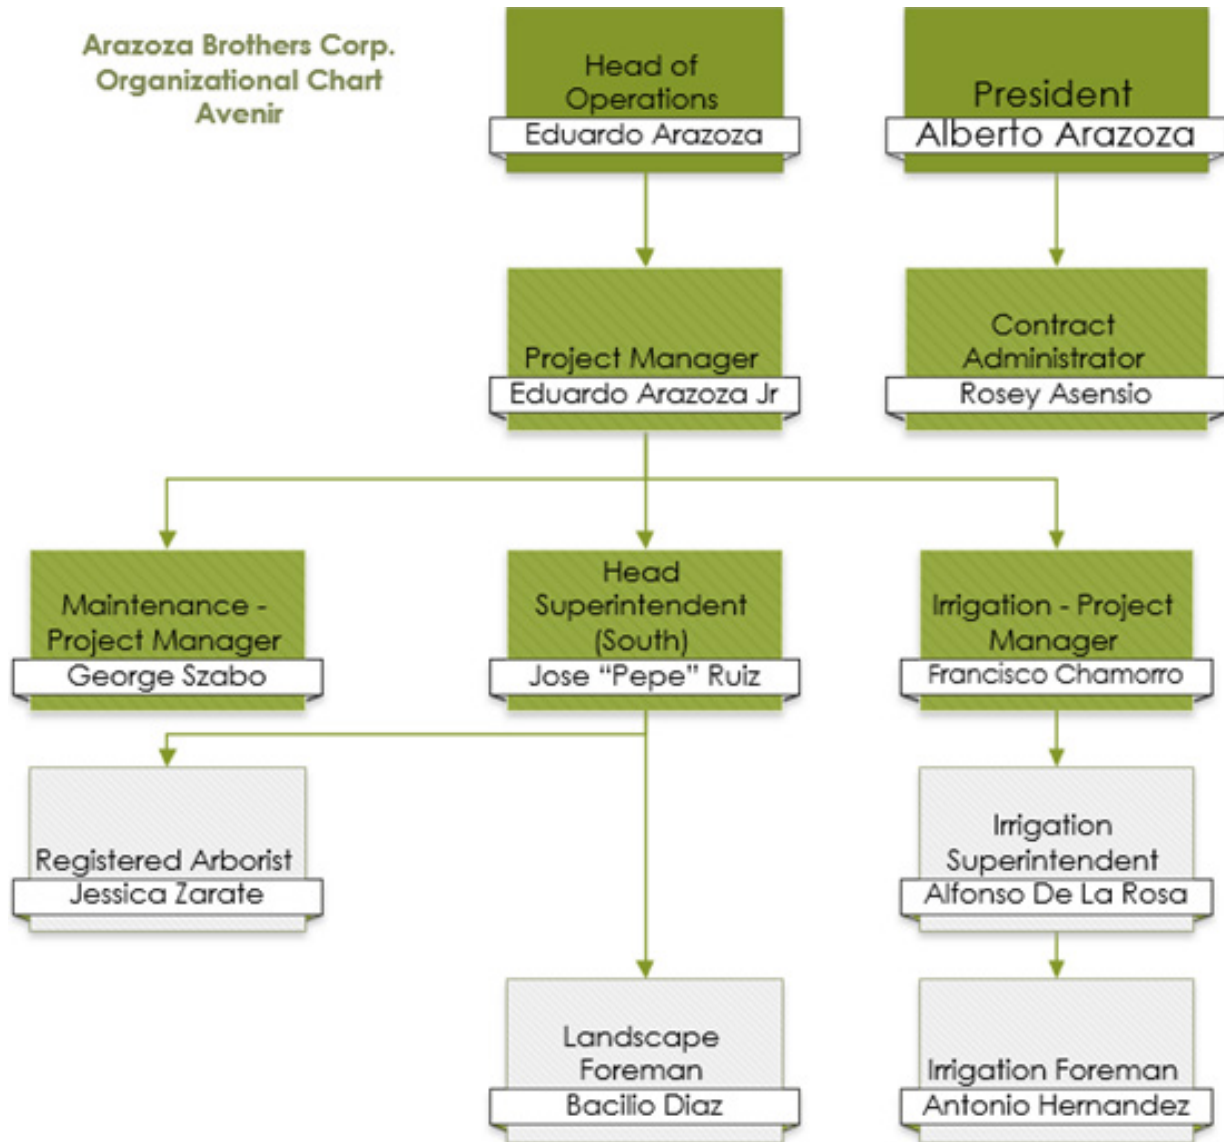 Arazoza Brothers Corp.
Organizational Chart
Avenir
Head of
Operations
Eduardo Arazoza
President
Alberto Arazoza
Project Manager
Eduardo Arazoza Jr
Contract
Administrator
Rosey Asensio
Maintenance -
Project Manager
George Szabo
Head
Superintendent
(South)
Jose “Pepe” Ruiz
Irrigation - Project
Manager
Francisco Chamorro
Registered Arborist
Jessica Zarate
Irrigation
Superintendent
Alfonso De La Rosa
Landscape
Foreman
Bacilio Diaz
Irrigation Foreman
Antonio Hernandez